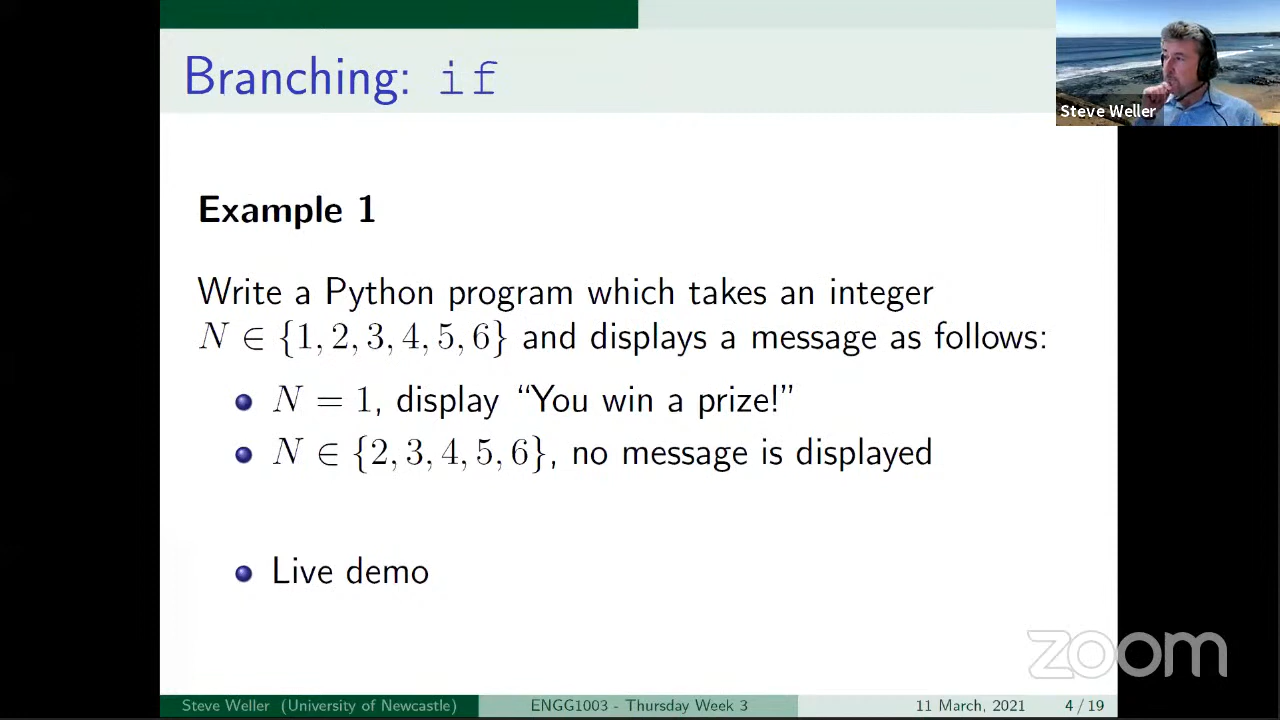 Branching: if
Steve Weller
Example 1
Write a Python program which takes an integer
N ∈ {1, 2, 3, 4, 5, 6} and displays a message as follows:
N = 1, display “You win a prize!”
N ∈ {2, 3, 4, 5, 6}, no message is displayed
Live demo
zoom
Steve Weller (University of Newcastle) ENGG1003 - Thursday Week 3 11 March, 2021 4 / 19